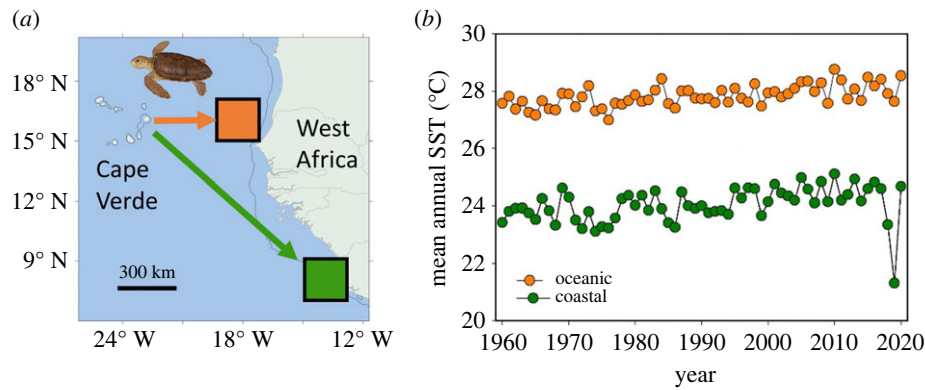 (a)
18° N
15° N
12° N
9° N
Cape
Verde
West
Africa
300 km
24° W
18° W
12° W
(b)
mean annual SST (°C)
30
28
26
24
22
20
oceanic
coastal
1960
1970
1980
1990
2000
2010
2020
year